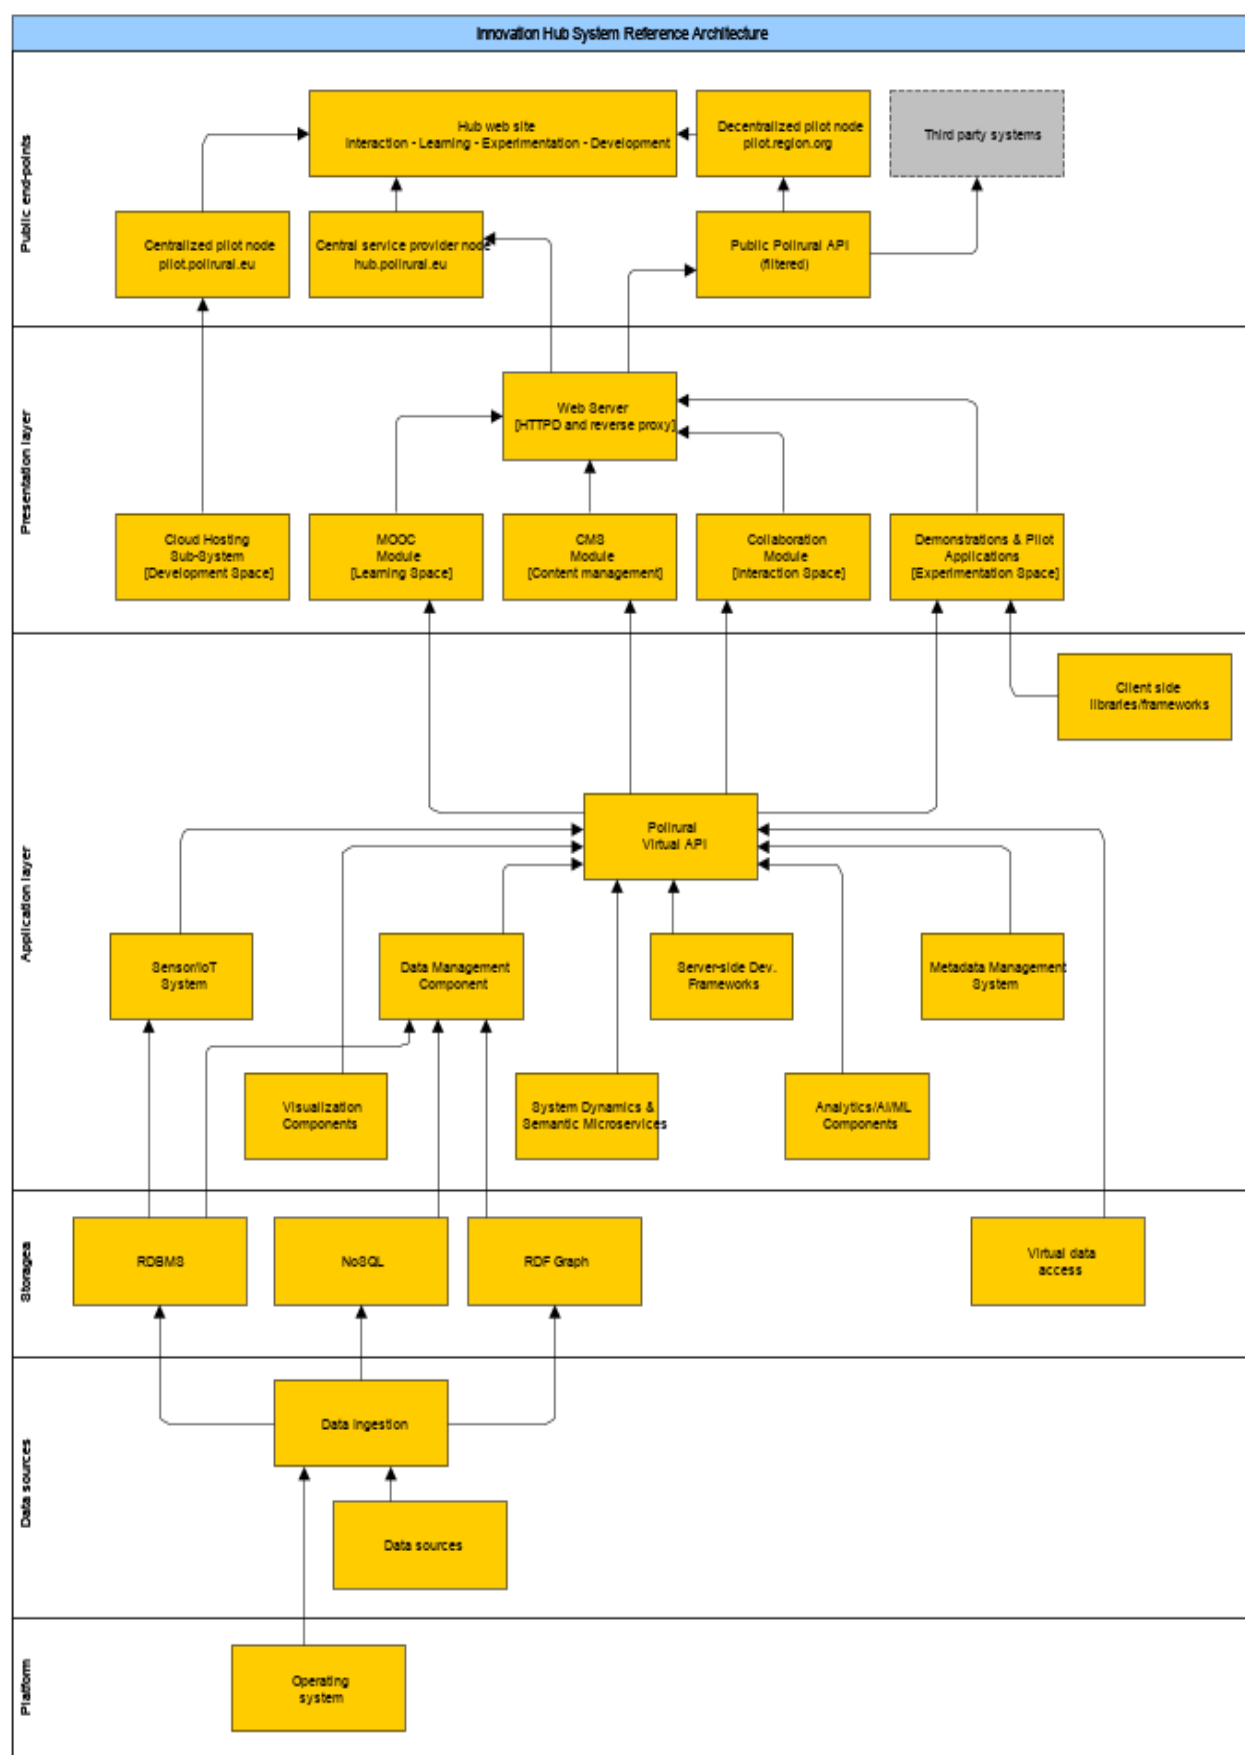 Innovation Hub System Reference Architecture
Public end-points
Hub web site
Interaction - Learning - Experimentation - Development
Decentralized pilot node
pilot.region.org
Third party systems
Centralized pilot node
pilot.polirural.eu
Central service provider node
hub.polirural.eu
Public Polirural API
(filtered)
Presentation layer
Web Server
[HTTPD and reverse proxy]
Cloud Hosting
Sub-System
[Development Space]
MOOC
Module
[Learning Space]
CMS
Module
[Content management]
Collaboration
Module
[Interaction Space]
Demonstrations & Pilot
Applications
[Experimentation Space]
Application layer
Client side
libraries/frameworks
Polirural
Virtual API
Sensor/IoT
System
Data Management
Component
Server-side Dev.
Frameworks
Metadata Management
System
Visualization
Components
System Dynamics &
Semantic Microservices
Analytics/AI/ML
Components
Storagea
RDBMS
NoSQL
RDF Graph
Virtual data
access
Data sources
Data Ingestion
Data sources
Platform
Operating
system